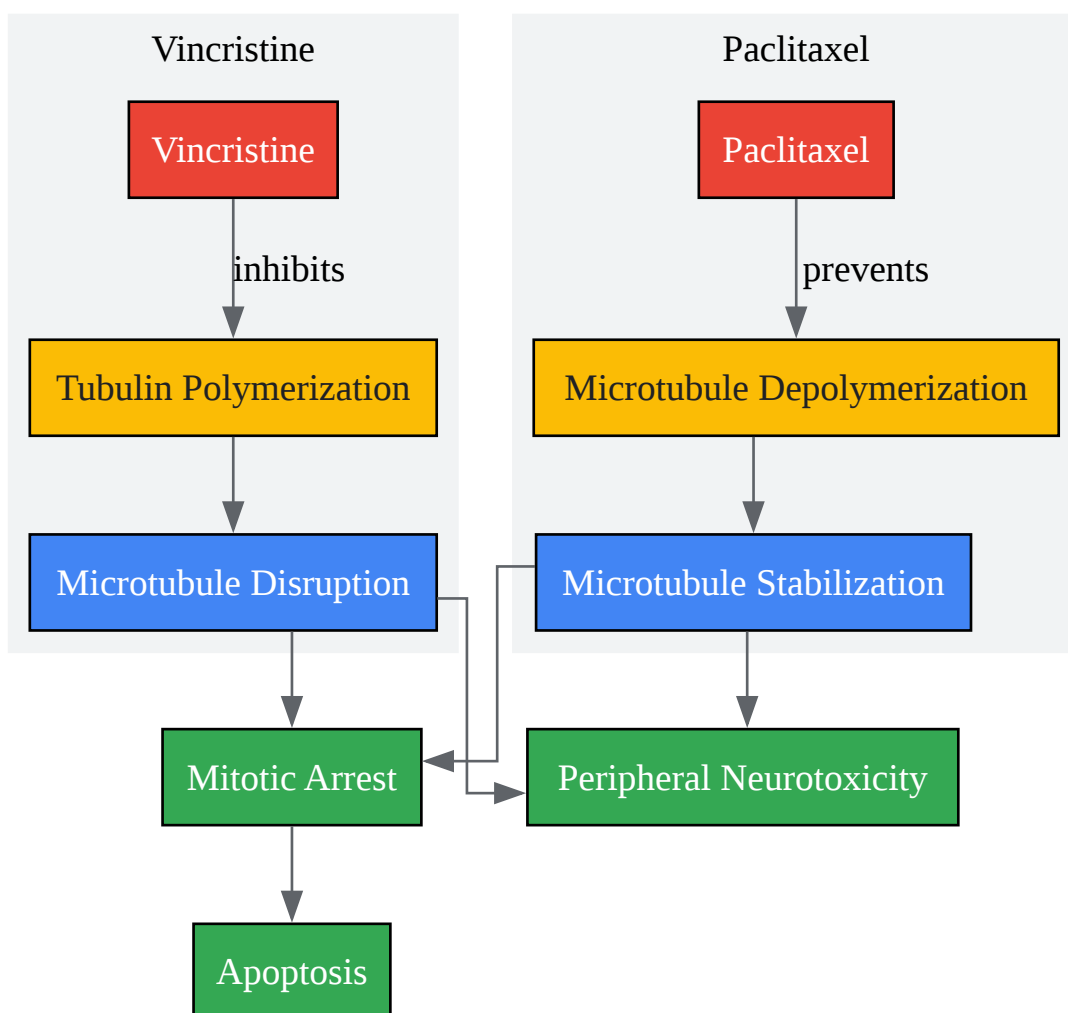 Vincristine
Paclitaxel
Vincristine
Paclitaxel
inhibits
prevents
Tubulin Polymerization
Microtubule Depolymerization
Microtubule Disruption
Microtubule Stabilization
Mitotic Arrest
Peripheral Neurotoxicity
Apoptosis